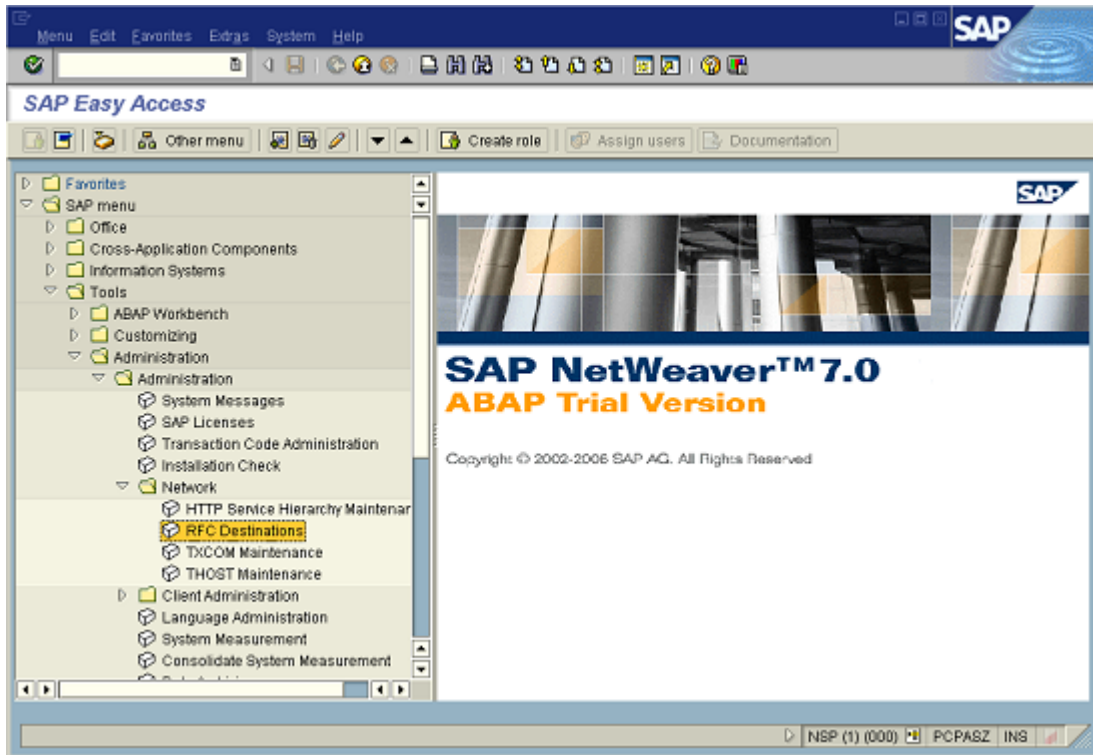 Menu Edit Favorites Extras System Help
SAP
SAP Easy Access
Other menu Create role Assign users Documentation
Favorites
SAP menu
Office
Cross-Application Components
Information Systems
Tools
ABAP Workbench
Customizing
Administration
Administration
System Messages
SAP Licenses
Transaction Code Administration
Installation Check
Network
HTTP Service Hierarchy Maintenar
RFC Destinations
TXCOM Maintenance
THOST Maintenance
Client Administration
Language Administration
System Measurement
Consolidate System Measurement
SAP
SAP NetWeaver™7.0
ABAP Trial Version
Copyright © 2002-2006 SAP AG. All Rights Reserved
NSP (1) (000) PCPASZ INS